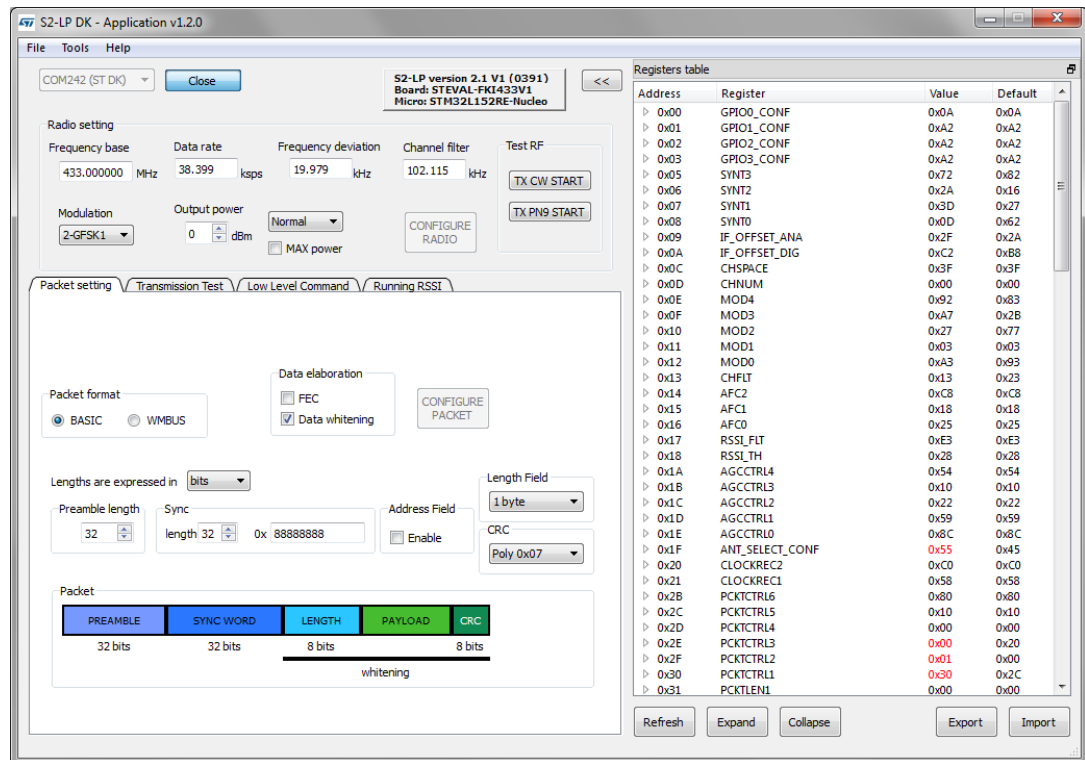 S2-LP DK - Application v1.2.0
File Tools Help
COM242 (ST DK)
Close
S2-LP version 2.1 V1 (0391)
Board: STEVAL-FKI433V1
Micro: STM32L152RE-Nucleo
<<
Radio setting
Frequency base Data rate Frequency deviation Channel filter Test RF
433.000000 MHz 38.399 ksps 19.979 kHz 102.115 kHz
TX CW START
Modulation Output power
2-GFSK1 0 dBm Normal
MAX power
CONFIGURE
RADIO
TX PN9 START
Packet setting Transmission Test Low Level Command Running RSSI
Packet format
BASIC WMBUS
Data elaboration
FEC
Data whitening
CONFIGURE
PACKET
Lengths are expressed in bits
Preamble length
32
Sync
length 32 0x 88888888
Address Field
Enable
Length Field
1 byte
CRC
Poly 0x07
Packet
PREAMBLE SYNC WORD LENGTH PAYLOAD CRC
32 bits 32 bits 8 bits 8 bits
whitening
Registers table
Address Register Value Default
0x00 GPIO0_CONF 0x0A 0x0A
0x01 GPIO1_CONF 0xA2 0xA2
0x02 GPIO2_CONF 0xA2 0xA2
0x03 GPIO3_CONF 0xA2 0xA2
0x05 SYNT3 0x72 0x82
0x06 SYNT2 0x2A 0x16
0x07 SYNT1 0x3D 0x27
0x08 SYNT0 0x0D 0x62
0x09 IF_OFFSET_ANA 0x2F 0x2A
0x0A IF_OFFSET_DIG 0xC2 0xB8
0x0C CHSPACE 0x3F 0x3F
0x0D CHNUM 0x00 0x00
0x0E MOD4 0x92 0x83
0x0F MOD3 0xA7 0x2B
0x10 MOD2 0x27 0x77
0x11 MOD1 0x03 0x03
0x12 MOD0 0xA3 0x93
0x13 CHFLT 0x13 0x23
0x14 AFC2 0xC8 0xC8
0x15 AFC1 0x18 0x18
0x16 AFC0 0x25 0x25
0x17 RSSI_FLT 0xE3 0xE3
0x18 RSSI_TH 0x28 0x28
0x1A AGCCTRL4 0x54 0x54
0x1B AGCCTRL3 0x10 0x10
0x1C AGCCTRL2 0x22 0x22
0x1D AGCCTRL1 0x59 0x59
0x1E AGCCTRL0 0x8C 0x8C
0x1F ANT_SELECT_CONF 0x55 0x45
0x20 CLOCKREC2 0xC0 0xC0
0x21 CLOCKREC1 0x58 0x58
0x2B PCKTCTRL6 0x80 0x80
0x2C PCKTCTRL5 0x10 0x10
0x2D PCKTCTRL4 0x00 0x00
0x2E PCKTCTRL3 0x00 0x20
0x2F PCKTCTRL2 0x01 0x00
0x30 PCKTCTRL1 0x30 0x2C
0x31 PCKTLEN1 0x00 0x00
Refresh Expand Collapse Export Import